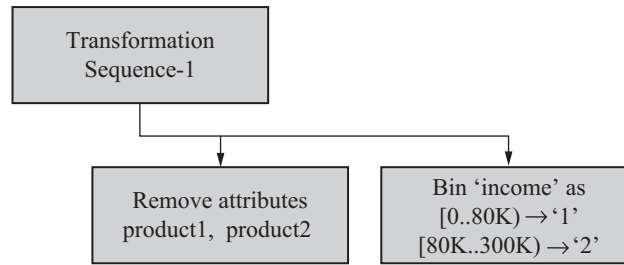 Transformation
Sequence-1
Remove attributes
product1, product2
Bin ‘income’ as
[0..80K) →‘1’
[80K..300K) →‘2’